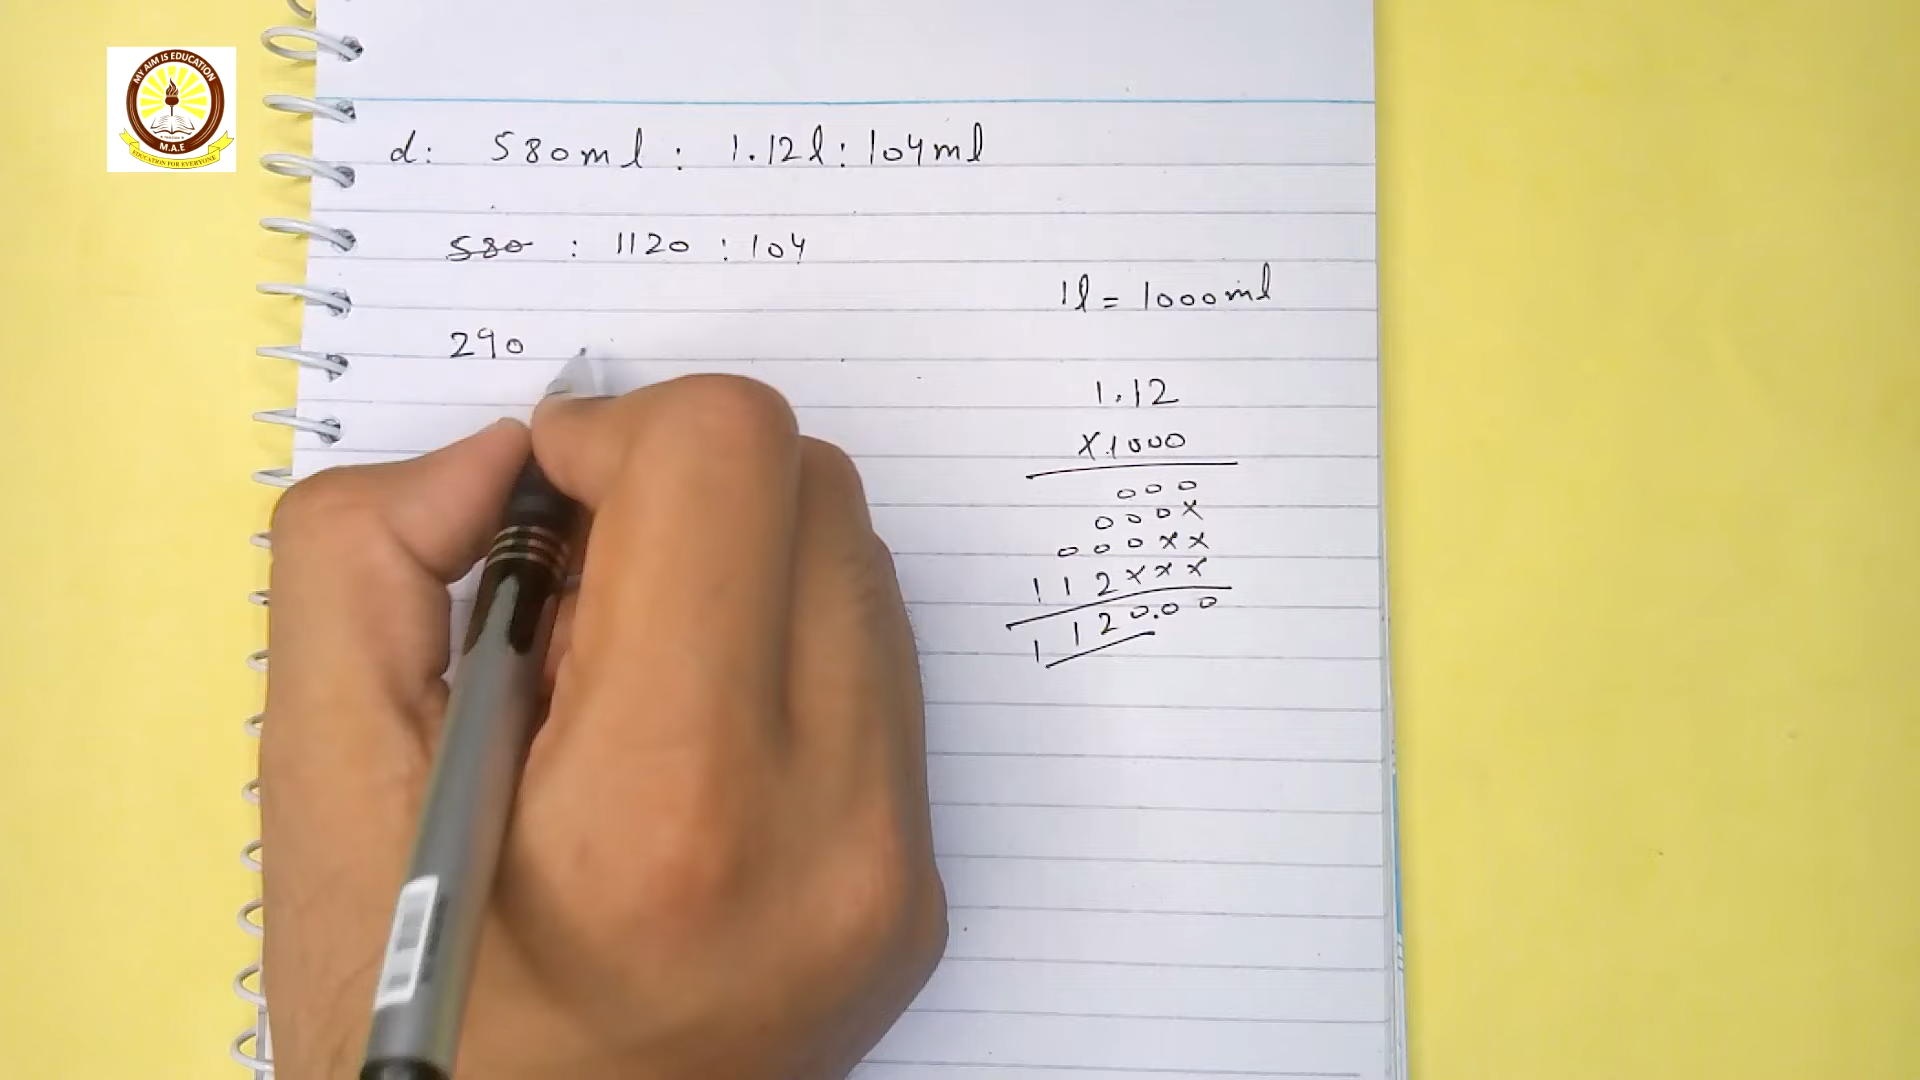 MY AIM IS EDUCATION
M.A.E
EDUCATION FOR EVERYONE
d: 580ml : 1.12l : 104ml
580 : 1120 : 104
1l = 1000ml
290
1.12
x 1000
000
000x
000xx
112xxx
1120.00